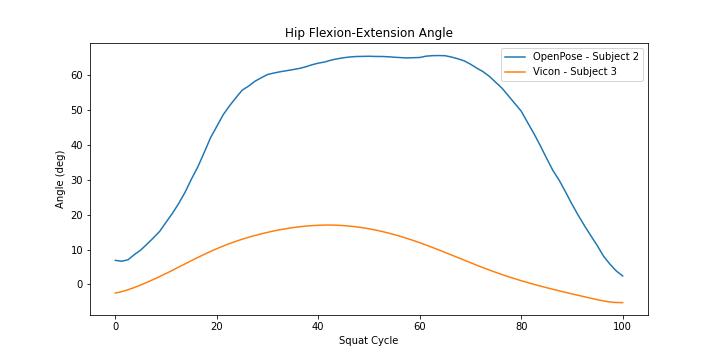 Hip Flexion-Extension Angle
OpenPose - Subject 2
Vicon - Subject 3
Angle (deg)
60
50
40
30
20
10
0
0 20 40 60 80 100
Squat Cycle